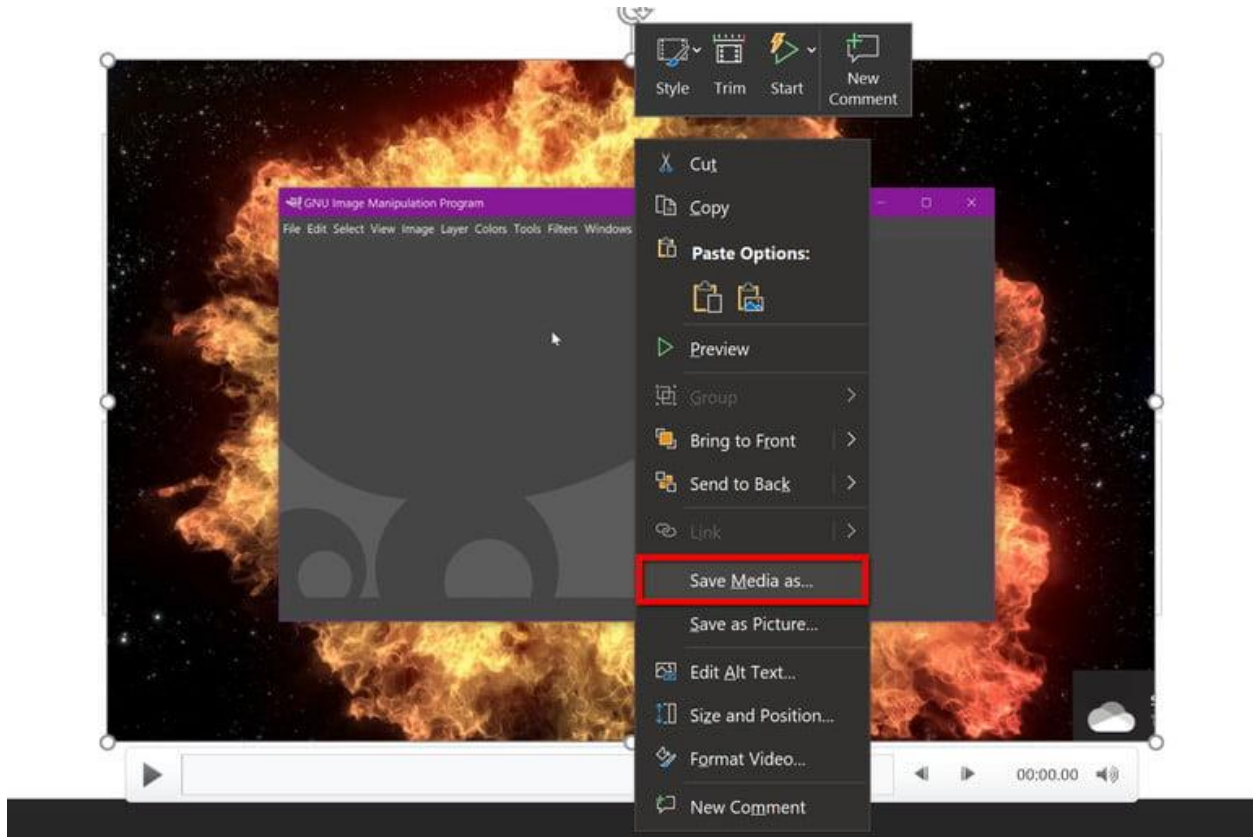 Style
Trim
Start
New
Comment
GNU Image Manipulation Program
File Edit Select View Image Layer Colors Tools Filters Windows
Cut
Copy
Paste Options:
Preview
Group
Bring to Front
Send to Back
Link
Save Media as...
Save as Picture...
Edit Alt Text...
Size and Position...
Format Video...
New Comment
00:00.00